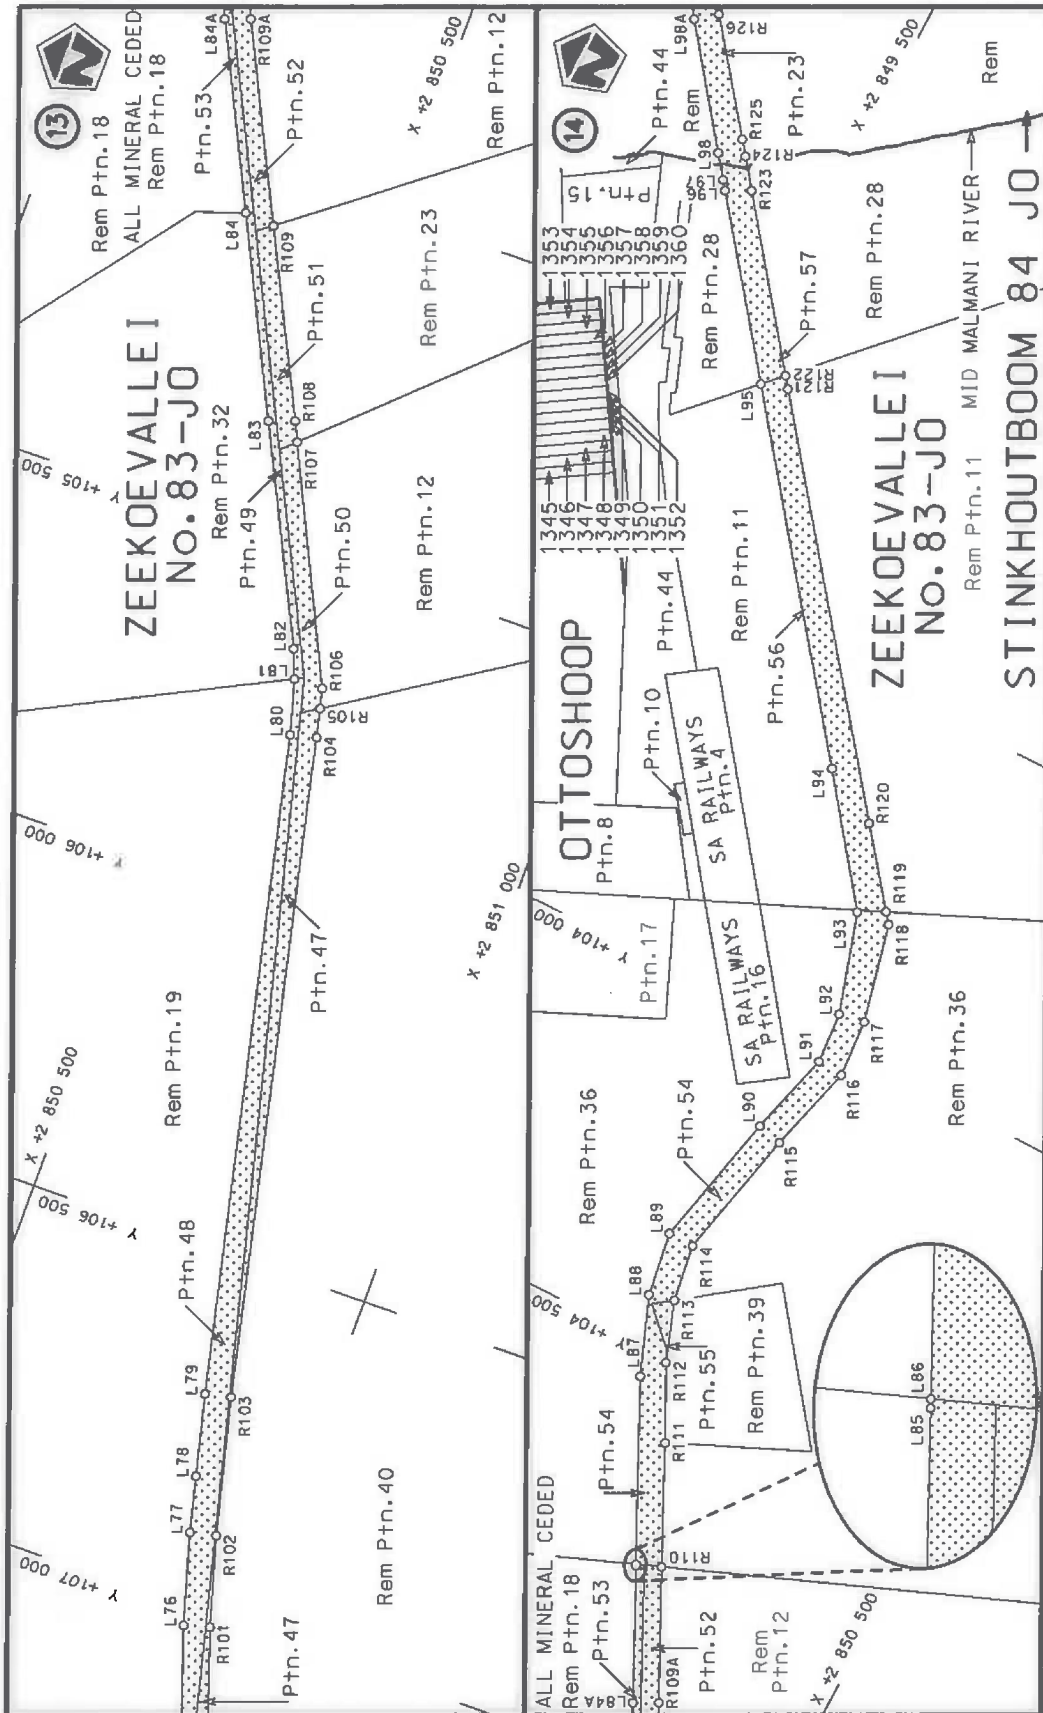 13
Rem Ptn.18
ALL MINERAL CEDED
Rem Ptn.18
L84A
R109A
Ptn.53
Ptn.52
X +2 850 500
Rem Ptn.12
L84
R109
Ptn.51
Rem Ptn.23
ZEEKOEVALLEI
No.83-JO
Rem Ptn.32
L83
R108
R107
Y +105 500
Ptn.49
Ptn.50
Rem Ptn.12
L82
L81
R106
R105
L80
R104
Y +106 000
X +2 851 000
Ptn.47
Rem Ptn.19
X +2 850 500
Y +106 500
Ptn.48
L79
R103
L78
L77
R102
Rem Ptn.40
Y +107 000
L76
R101
Ptn.47
14
L98A
R126
Ptn.44
Rem
Ptn.23
X +2 849 500
Rem
L98
R125
R124
L97
L96
R123
Ptn.15
Rem Ptn.28
Ptn.57
Rem Ptn.28
MID MALMANI RIVER
1353
1354
1355
1356
1357
1358
1359
1360
1345
1346
1347
1348
1349
1350
1351
1352
L95
R122
R121
Rem Ptn.11
Ptn.44
Ptn.56
ZEEKOEVALLEI
No.83-JO
Rem Ptn.11
STINKHOUTBOOM 84 JO
OTTOSHOOP
Ptn.10
SA RAILWAYS
Ptn.4
Ptn.8
L94
R120
R119
R118
L93
Y +104 000
Ptn.17
SA RAILWAYS
Ptn.16
L92
R117
L91
R116
Rem Ptn.36
L90
R115
Rem Ptn.36
Ptn.54
L89
R114
L88
R113
Y +104 500
L87
R112
Ptn.55
Rem Ptn.39
R111
Ptn.54
L86
L85
ALL MINERAL CEDED
Rem Ptn.18
R110
Ptn.53
Ptn.52
Rem
Ptn.12
X +2 850 500
L84A
R109A